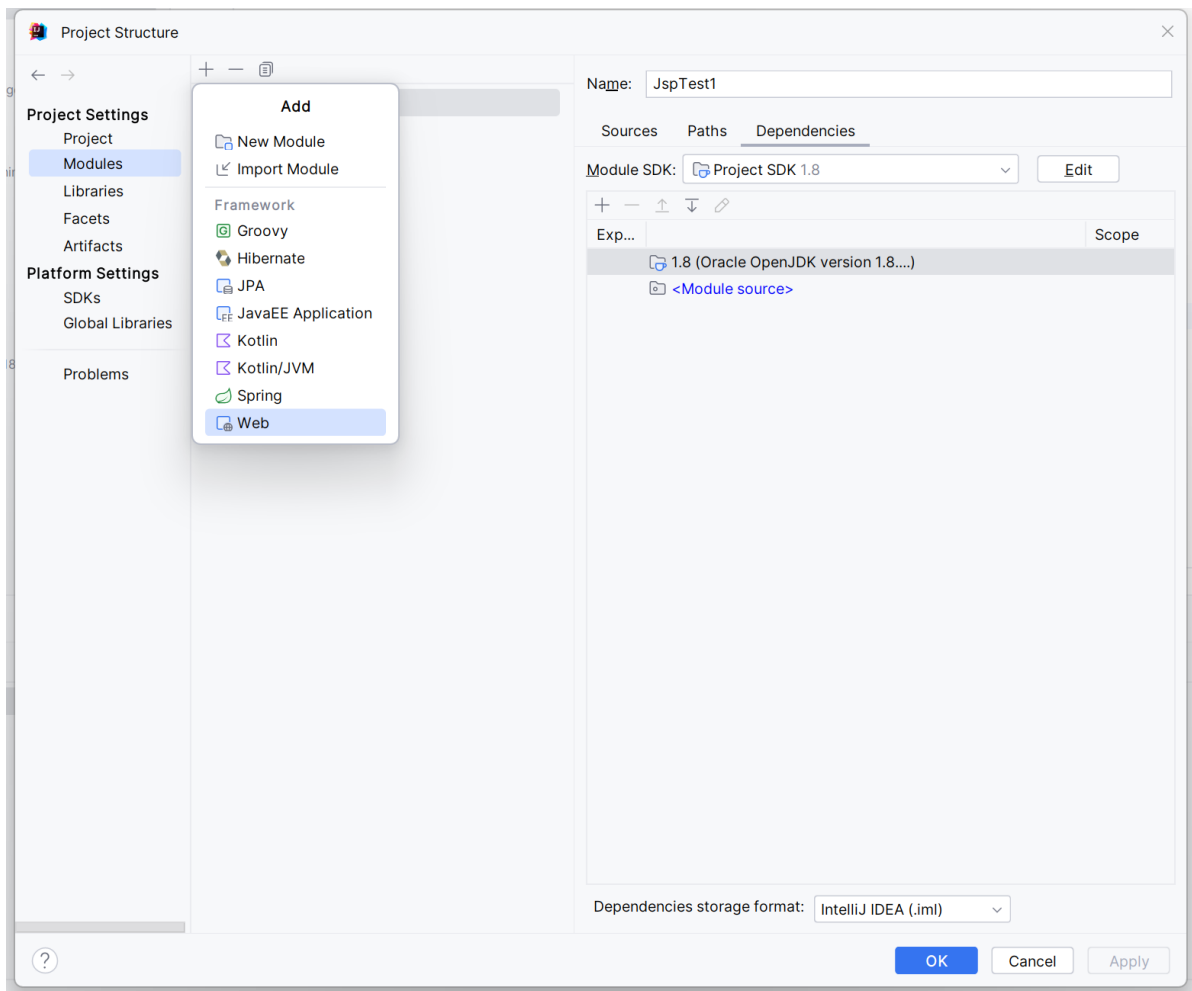 Project Structure
Project Settings
Project
Modules
Libraries
Facets
Artifacts
Platform Settings
SDKs
Global Libraries
Problems
Add
New Module
Import Module
Framework
Groovy
Hibernate
JPA
JavaEE Application
Kotlin
Kotlin/JVM
Spring
Web
Name: JspTest1
Sources Paths Dependencies
Module SDK: Project SDK 1.8 Edit
Exp... Scope
1.8 (Oracle OpenJDK version 1.8....)
<Module source>
Dependencies storage format: IntelliJ IDEA (.iml)
? OK Cancel Apply